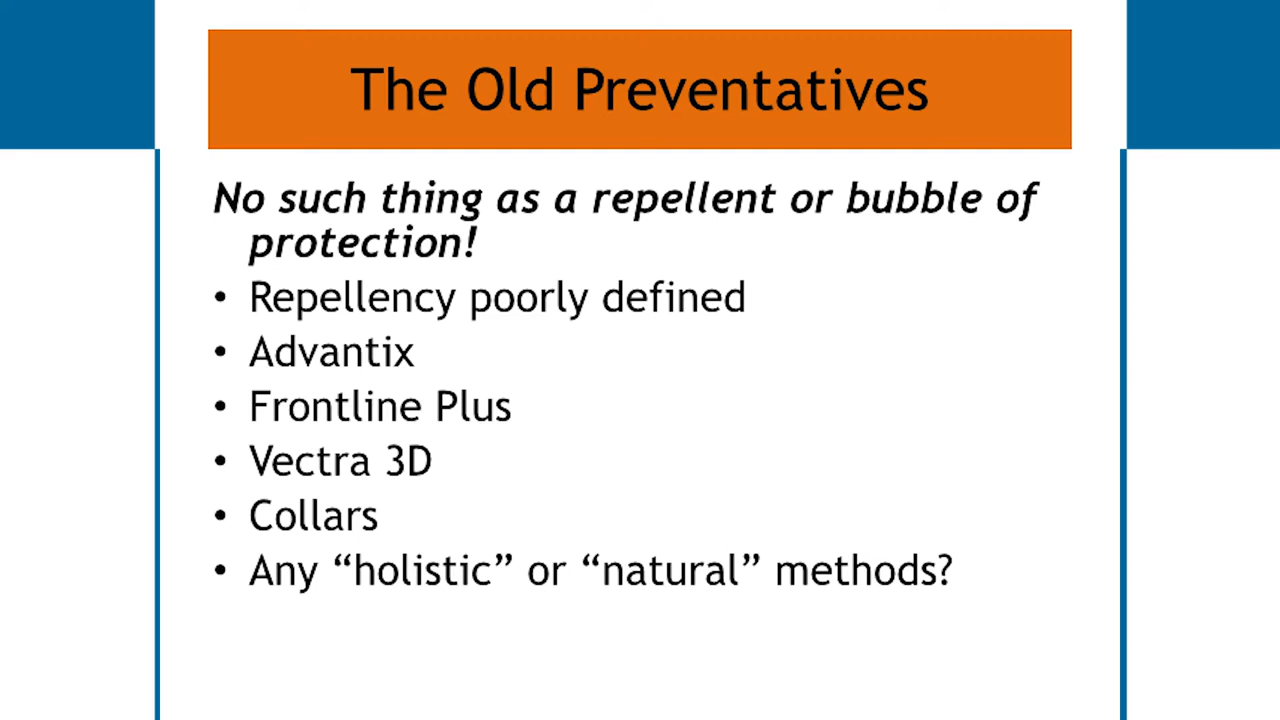 The Old Preventatives
No such thing as a repellent or bubble of
protection!
• Repellency poorly defined
• Advantix
• Frontline Plus
• Vectra 3D
• Collars
• Any “holistic” or “natural” methods?